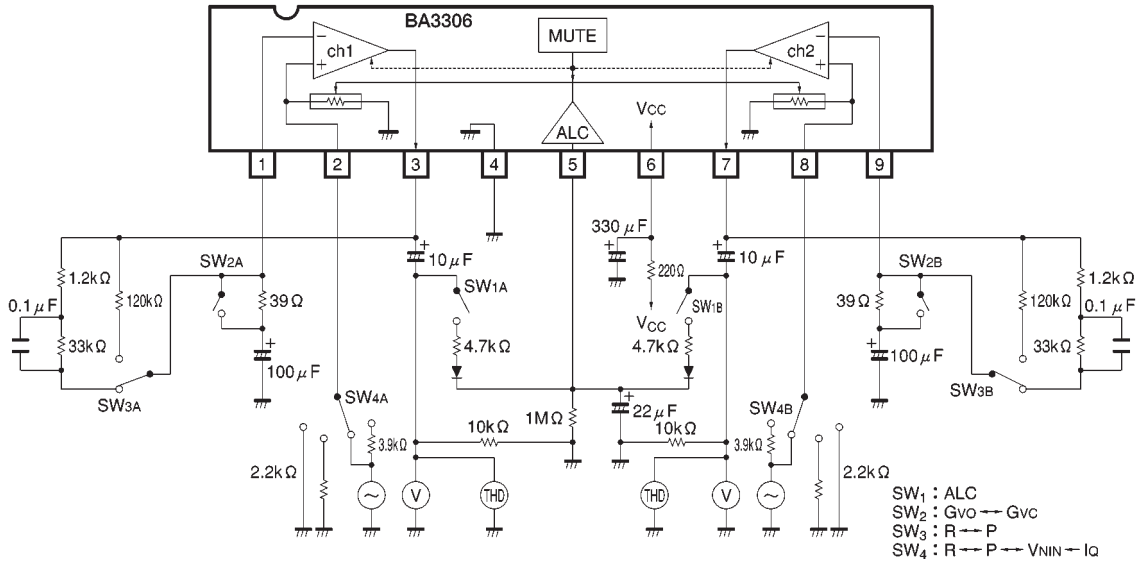 BA3306
MUTE
ch1
ch2
−
+
−
+
VCC
ALC
1
2
3
4
5
6
7
8
9
330 μF
+
+
10 μF
+
10 μF
220Ω
VCC
SW2A
SW1A
SW1B
SW2B
1.2kΩ
120kΩ
39Ω
39Ω
120kΩ
1.2kΩ
0.1 μF
0.1 μF
33kΩ
4.7kΩ
4.7kΩ
33kΩ
+
100 μF
+
100 μF
SW3A
SW3B
SW4A
1MΩ
+
22 μF
SW4B
3.9kΩ
10kΩ
10kΩ
3.9kΩ
2.2kΩ
2.2kΩ
~
V
THD
THD
V
~
SW1 : ALC
SW2 : GVO ↔ GVC
SW3 : R ↔ P
SW4 : R ↔ P ↔ VNIN ← IQ